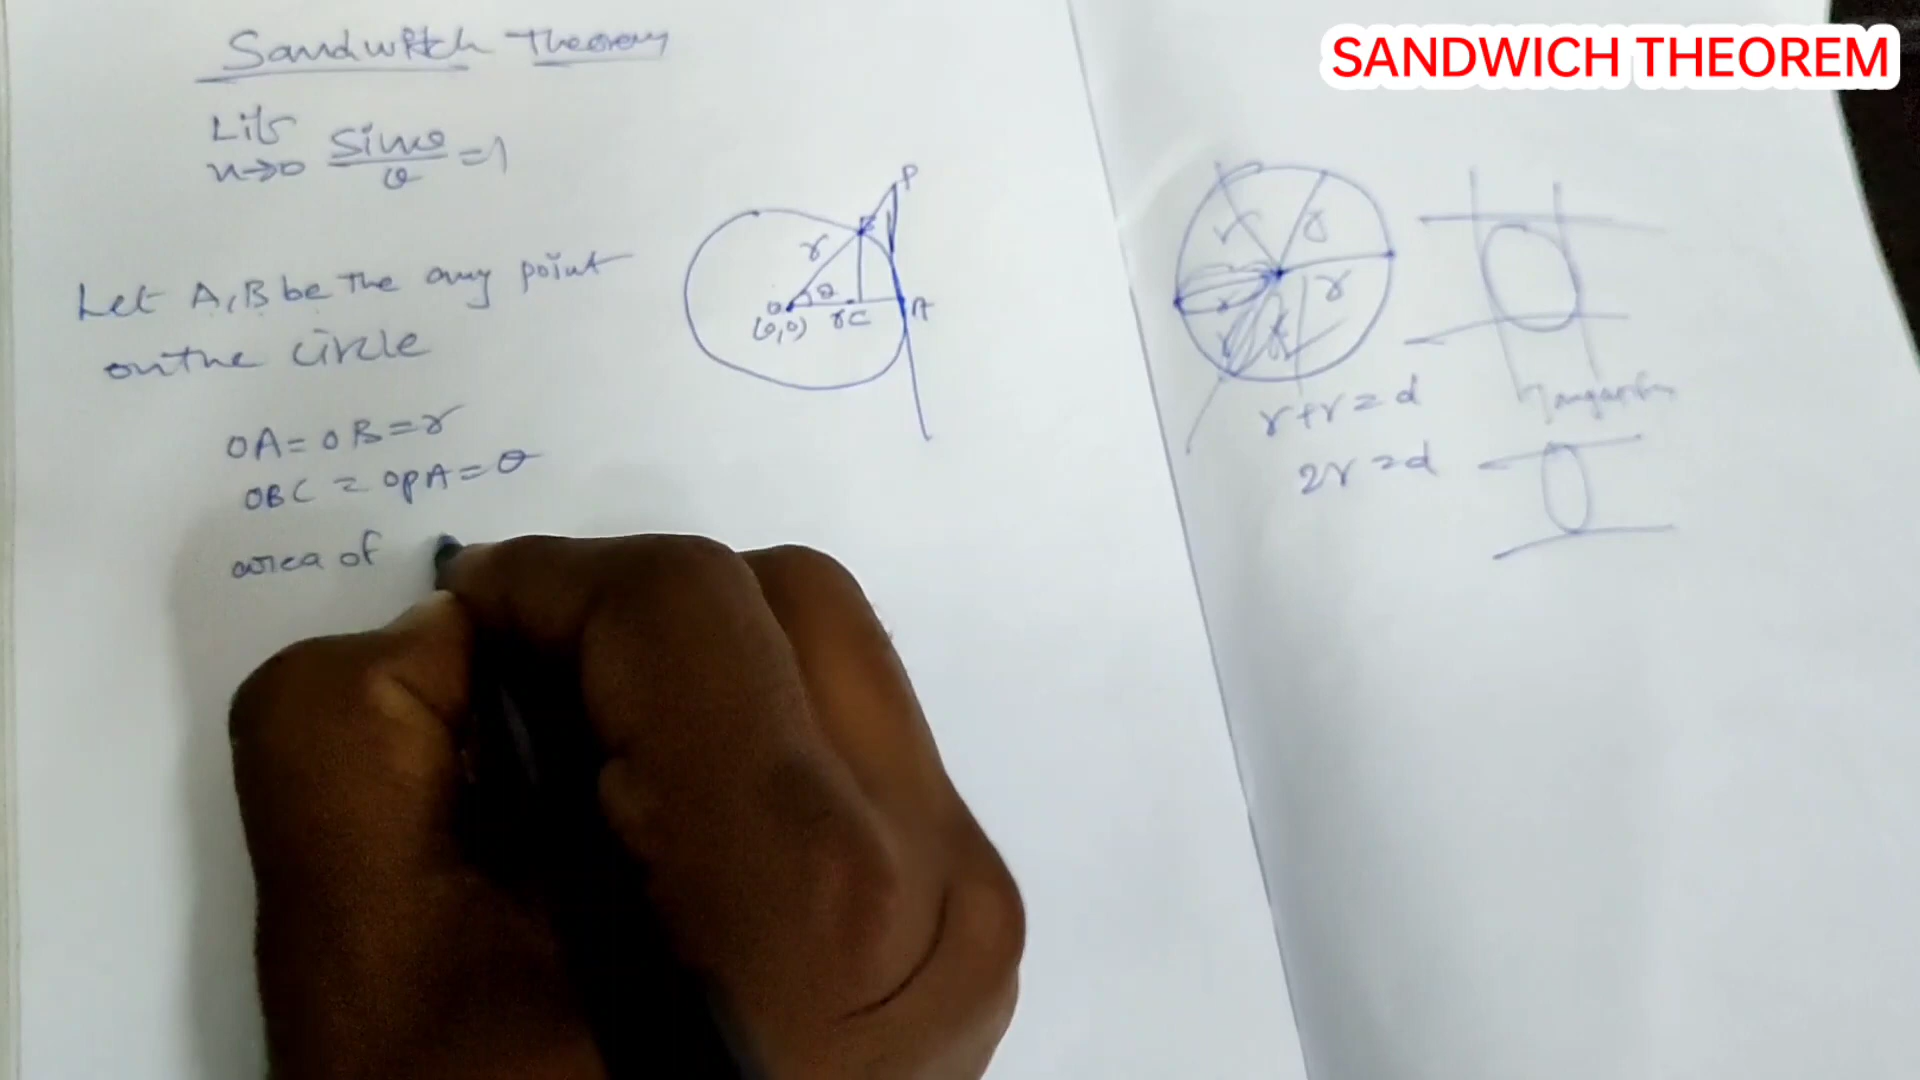 SANDWICH THEOREM
Sandwitch Theorem
Lit
n→0 sinθ/θ =1
Let A,B be the any point
on the circle
OA = OB = r
OBC = OPA = θ
area of
P
B
r
θ
O
(0,0) r C A
r r
r r
r + r = d
2r = d